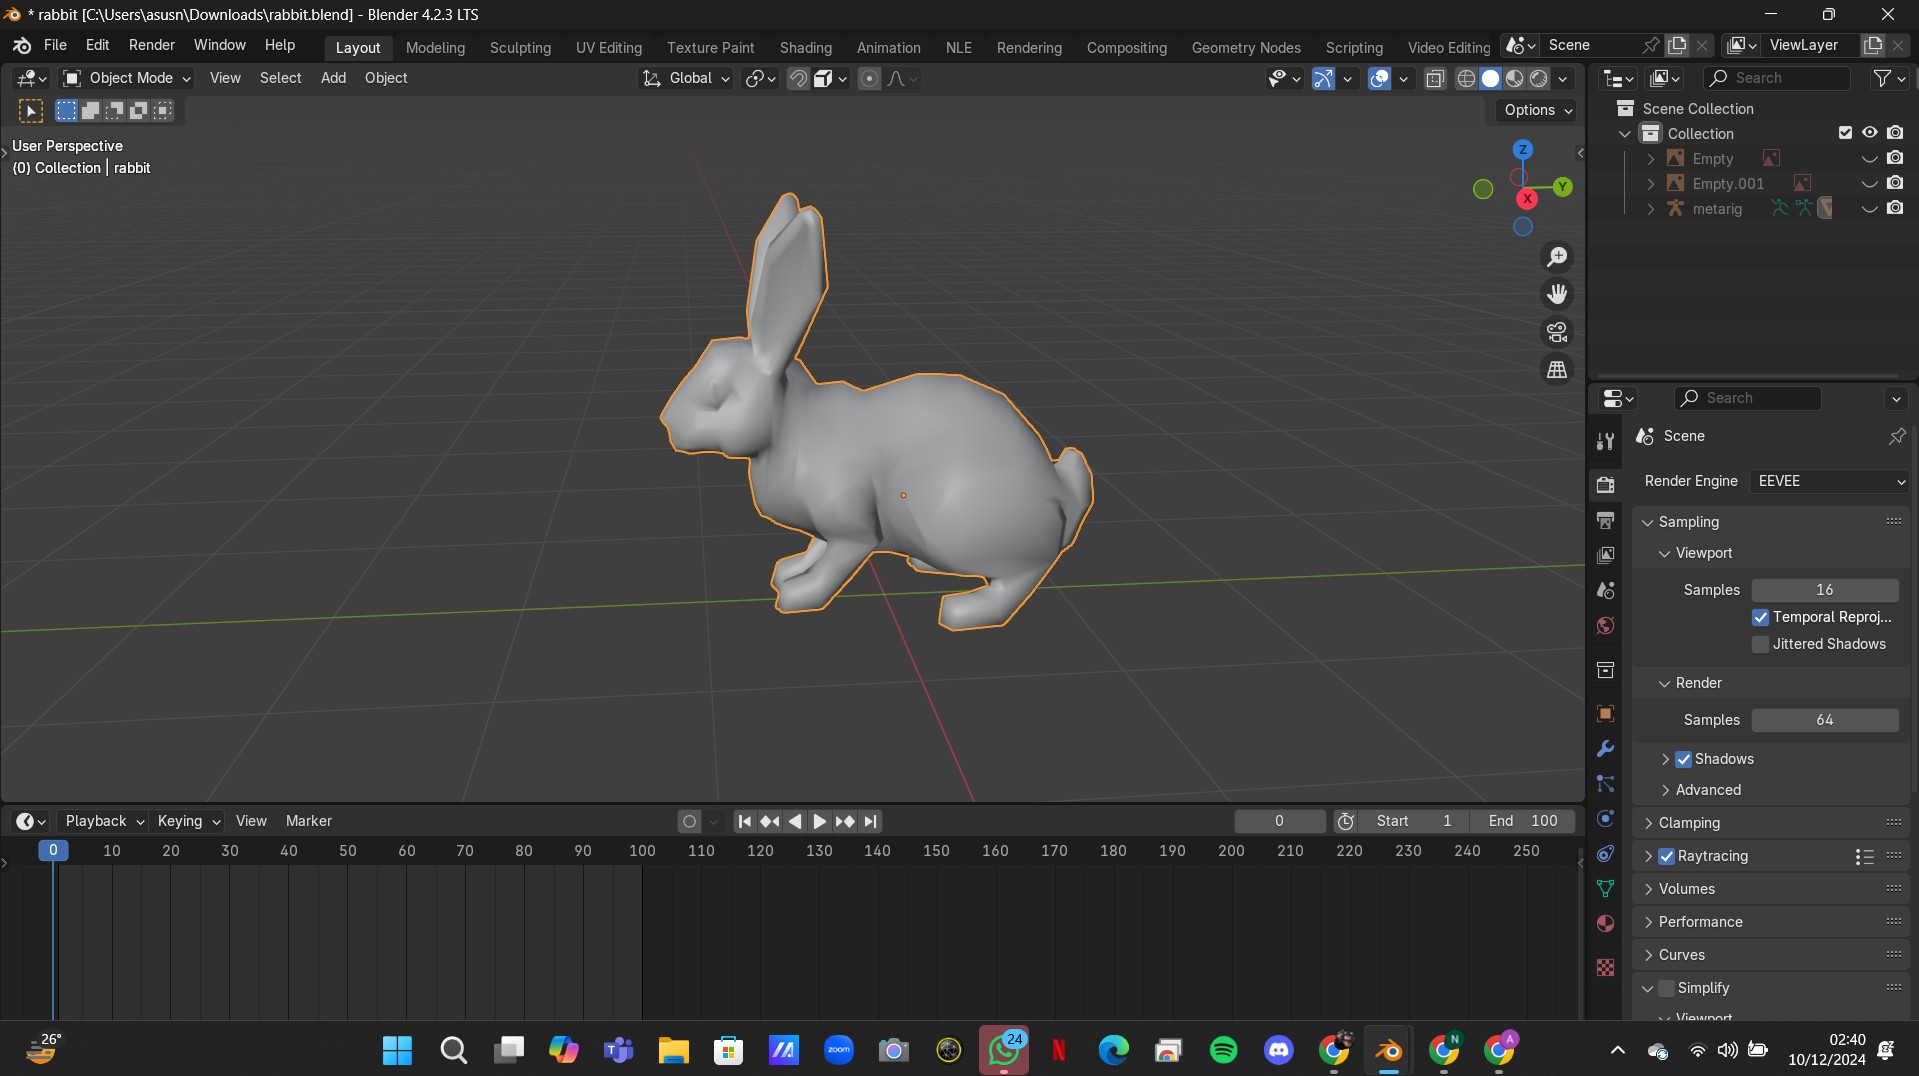 * rabbit [C:\Users\asusn\Downloads\rabbit.blend] - Blender 4.2.3 LTS
File Edit Render Window Help Layout Modeling Sculpting UV Editing Texture Paint Shading Animation NLE Rendering Compositing Geometry Nodes Scripting Video Editing Scene ViewLayer
Object Mode View Select Add Object Global Search
Options
User Perspective
(0) Collection | rabbit
Z
Y
X
Scene Collection
Collection
Empty
Empty.001
metarig
Search
Scene
Render Engine EEVEE
Sampling
Viewport
Samples 16
Temporal Reproj...
Jittered Shadows
Render
Samples 64
Shadows
Advanced
Clamping
Raytracing
Volumes
Performance
Curves
Simplify
Viewport
Playback Keying View Marker 0 Start 1 End 100
0 10 20 30 40 50 60 70 80 90 100 110 120 130 140 150 160 170 180 190 200 210 220 230 240 250
26°
T
zoom
24
N
N
A
02:40
10/12/2024